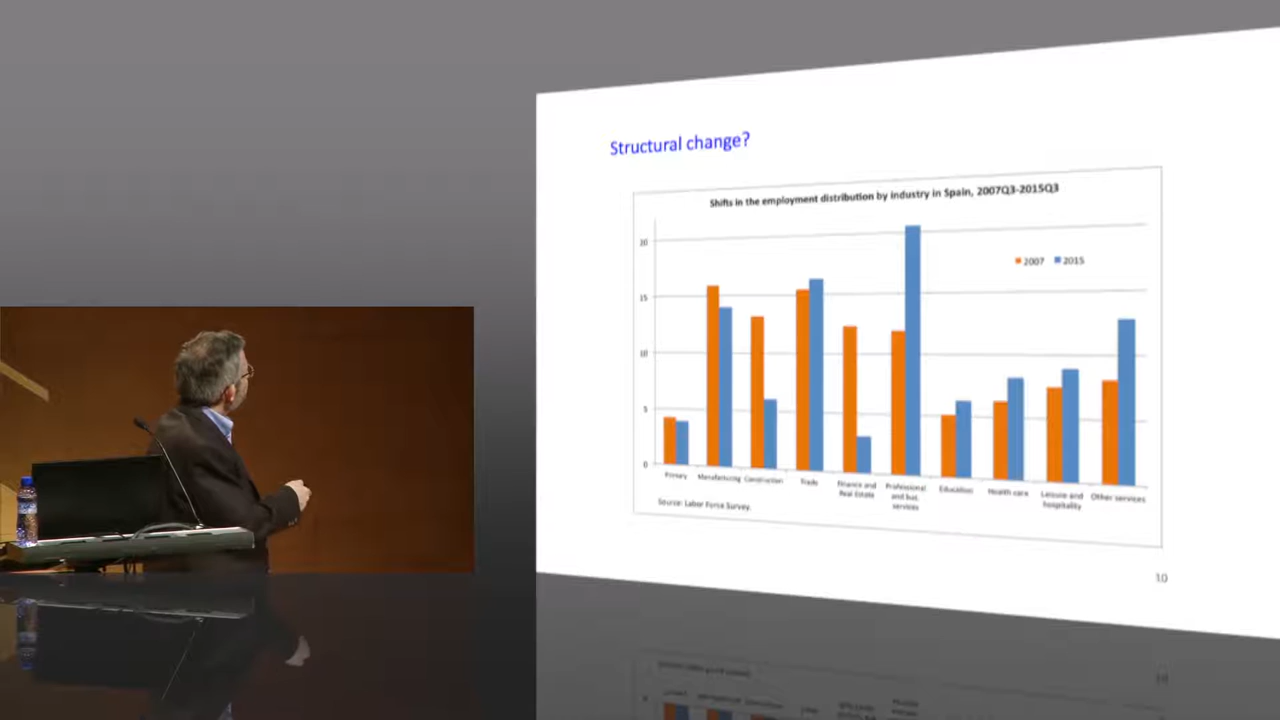 Structural change?
Shifts in the employment distribution by industry in Spain, 2007Q3-2015Q3
20
15
10
5
0
2007 2015
Primary Manufacturing Construction Trade Finance and Real Estate Professional and bus. services Education Health care Leisure and hospitality Other services
Source: Labor Force Survey.
10